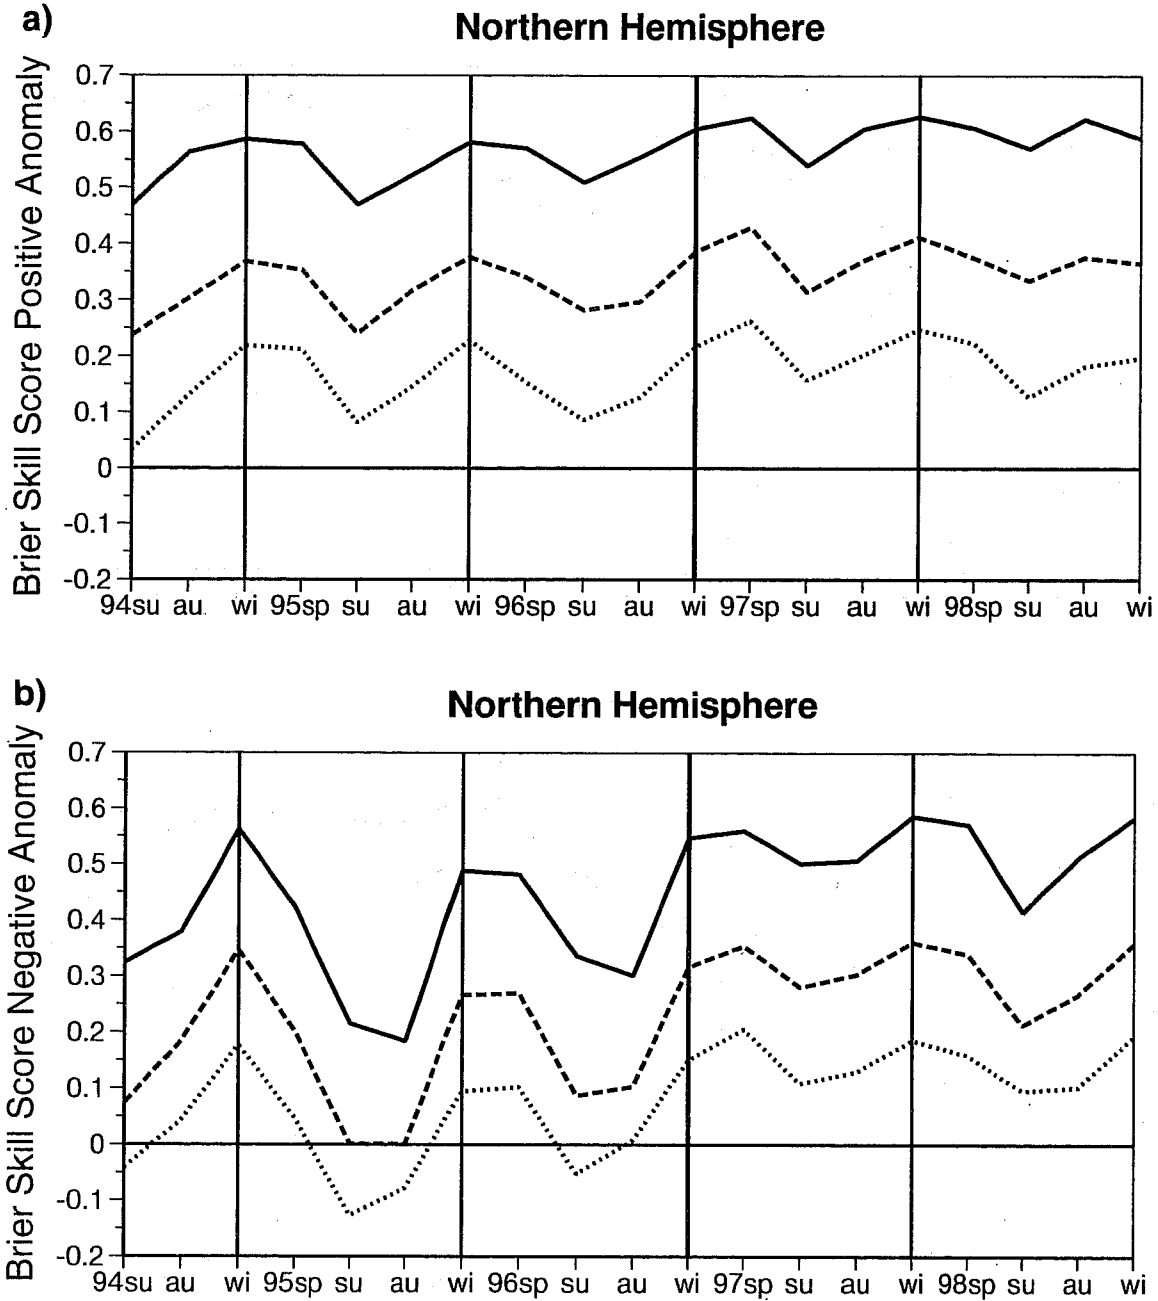 a)
Northern Hemisphere
Brier Skill Score Positive Anomaly
0.7
0.6
0.5
0.4
0.3
0.2
0.1
0
-0.1
-0.2
94su au wi 95sp su au wi 96sp su au wi 97sp su au wi 98sp su au wi
b)
Northern Hemisphere
Brier Skill Score Negative Anomaly
0.7
0.6
0.5
0.4
0.3
0.2
0.1
0
-0.1
-0.2
94su au wi 95sp su au wi 96sp su au wi 97sp su au wi 98sp su au wi